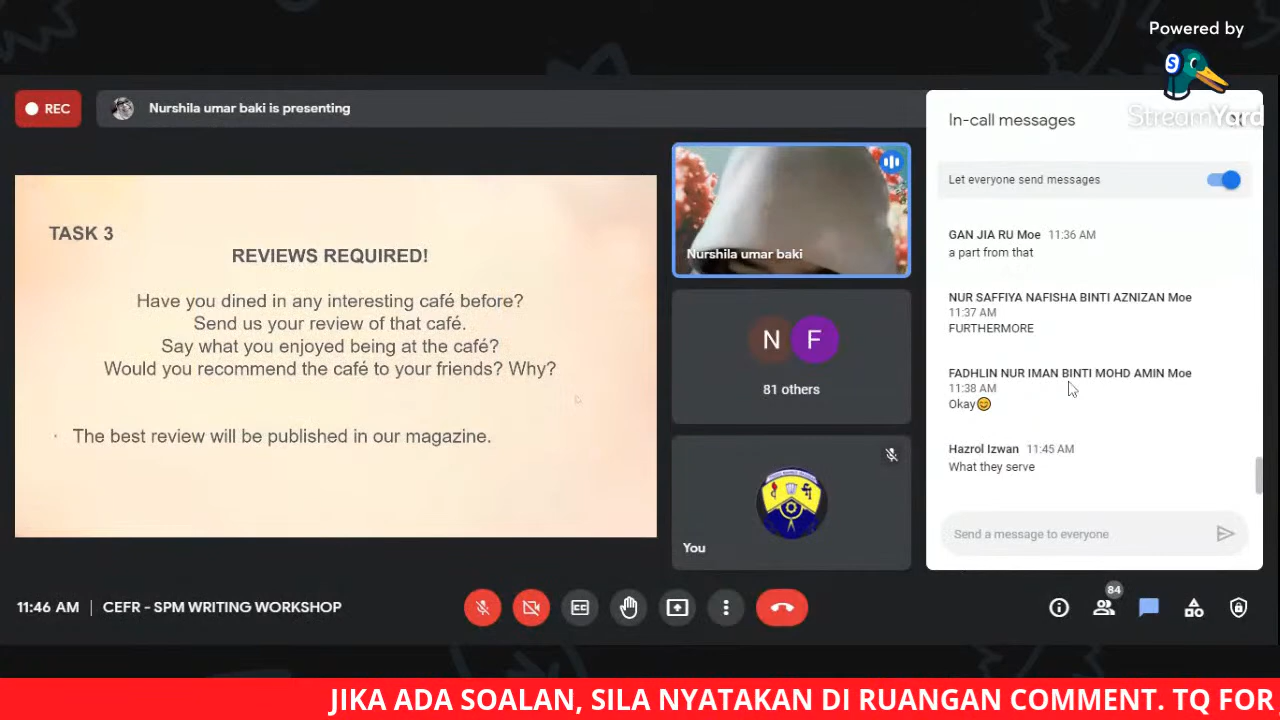 Powered by
S
StreamYard
REC
Nurshila umar baki is presenting
TASK 3
REVIEWS REQUIRED!
Have you dined in any interesting café before?
Send us your review of that café.
Say what you enjoyed being at the café?
Would you recommend the café to your friends? Why?
· The best review will be published in our magazine.
Nurshila umar baki
N F
81 others
You
In-call messages
Let everyone send messages
GAN JIA RU Moe 11:36 AM
a part from that
NUR SAFFIYA NAFISHA BINTI AZNIZAN Moe
11:37 AM
FURTHERMORE
FADHLIN NUR IMAN BINTI MOHD AMIN Moe
11:38 AM
Okay😊
Hazrol Izwan 11:45 AM
What they serve
Send a message to everyone
11:46 AM | CEFR - SPM WRITING WORKSHOP
84
JIKA ADA SOALAN, SILA NYATAKAN DI RUANGAN COMMENT. TQ FOR